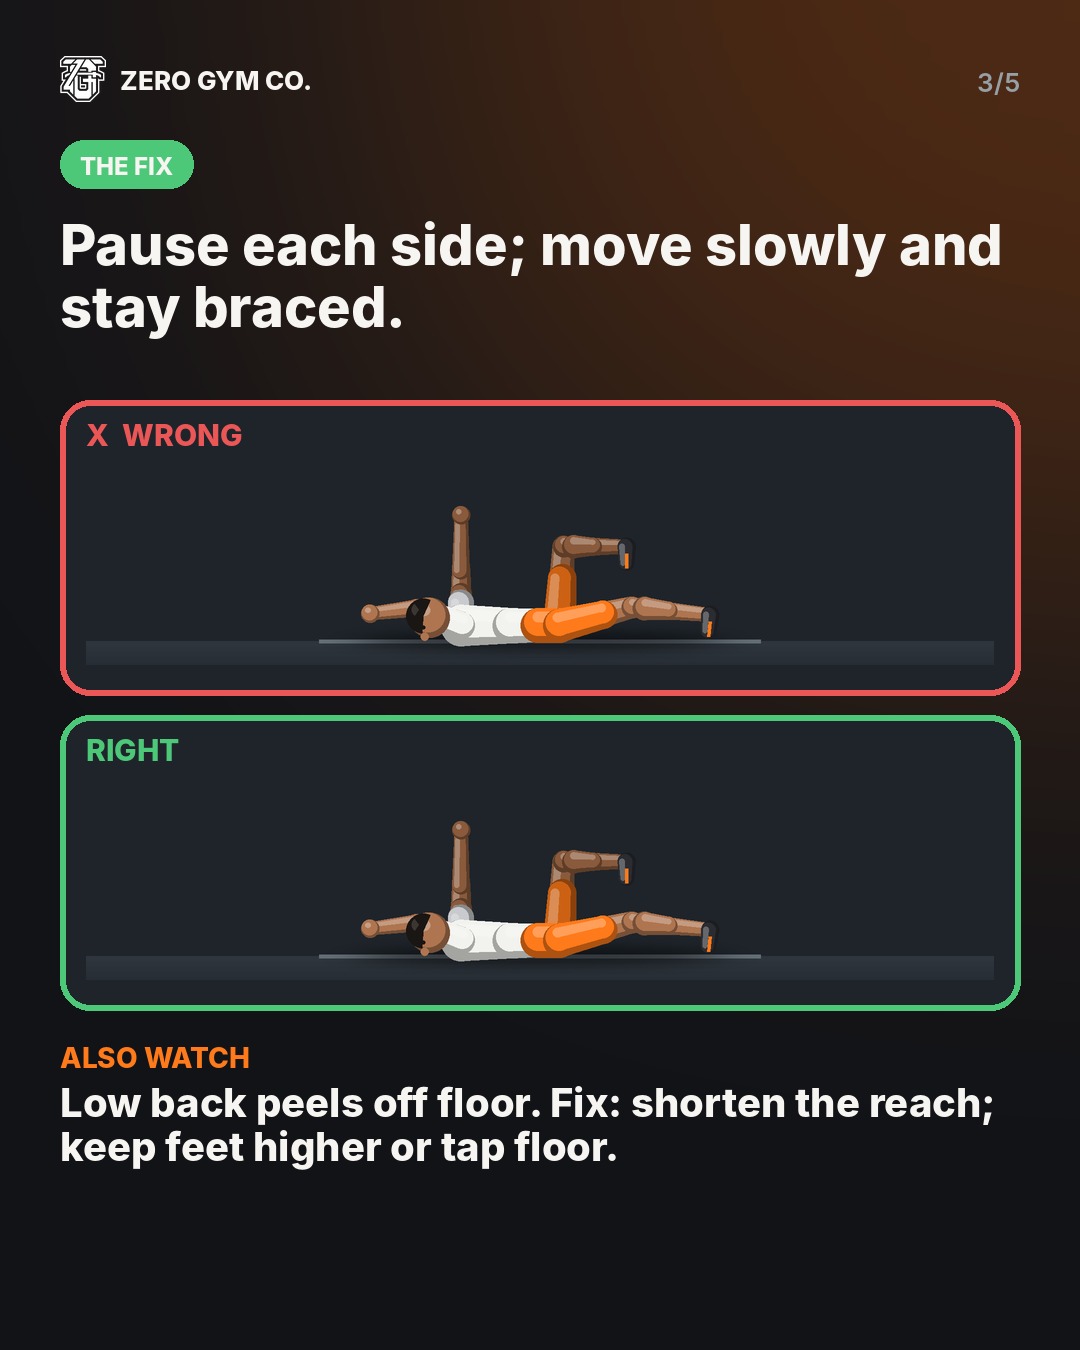 ZERO GYM CO.
3/5
THE FIX
Pause each side; move slowly and
stay braced.
X WRONG
RIGHT
ALSO WATCH
Low back peels off floor. Fix: shorten the reach;
keep feet higher or tap floor.